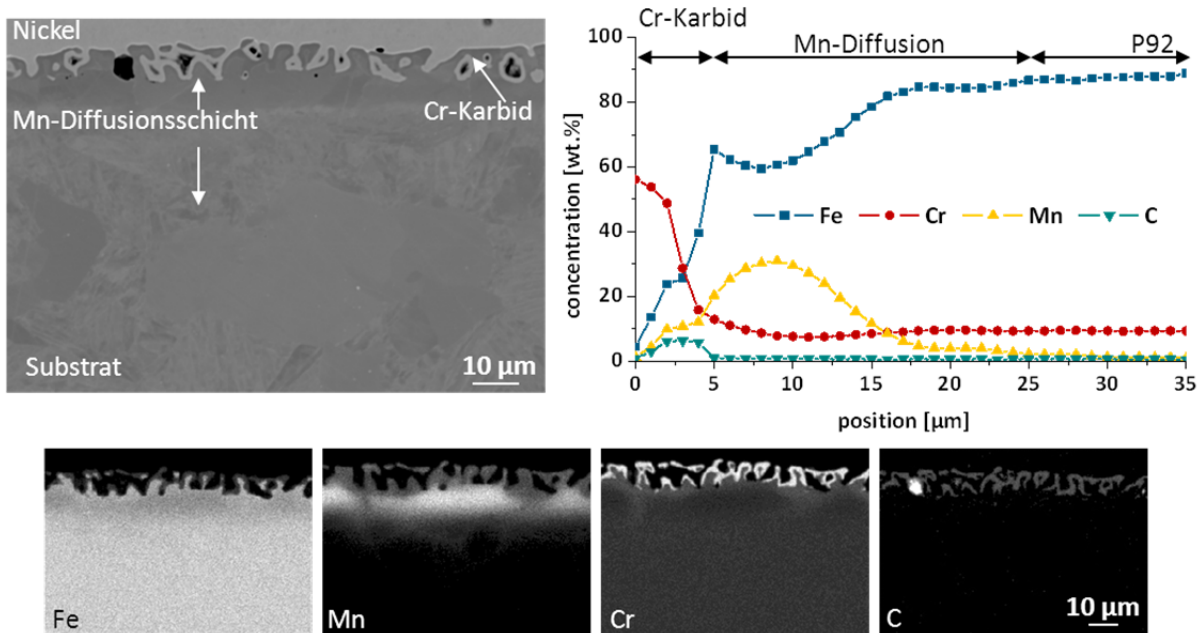 Nickel
Mn-Diffusionsschicht
Cr-Karbid
Substrat
10 µm
Cr-Karbid
Mn-Diffusion
P92
100
80
60
40
20
0
concentration [wt.%]
Fe
Cr
Mn
C
0 5 10 15 20 25 30 35
position [µm]
Fe
Mn
Cr
C
10 µm